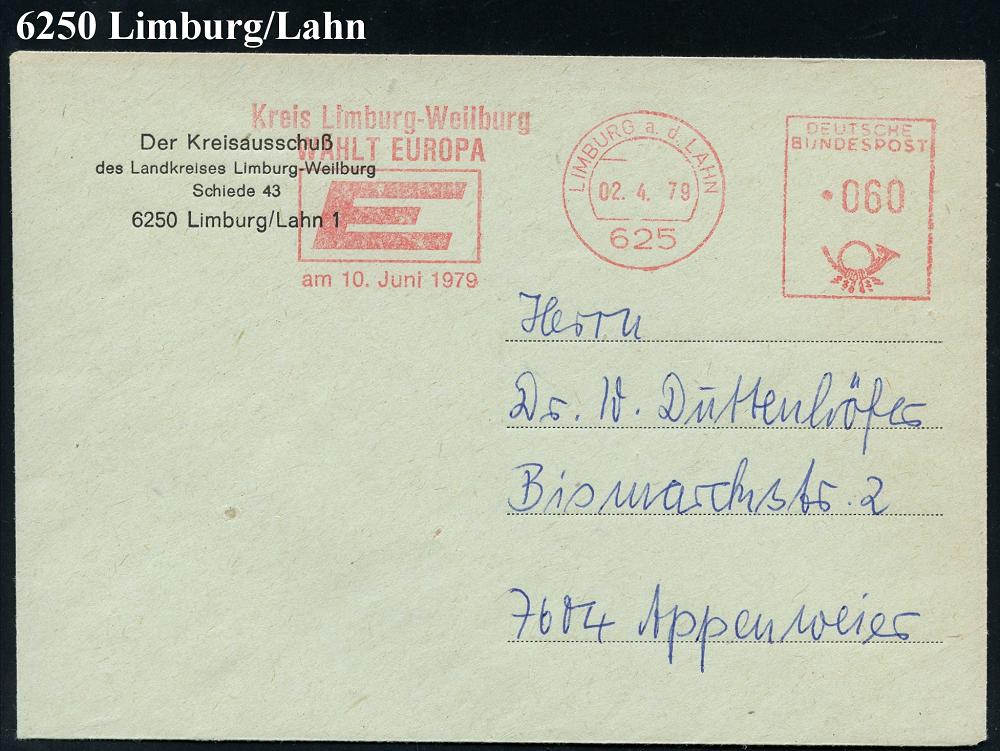 6250 Limburg/Lahn
Kreis Limburg-Weilburg
WÄHLT EUROPA
E
am 10. Juni 1979
Der Kreisausschuß
des Landkreises Limburg-Weilburg
Schiede 43
6250 Limburg/Lahn 1
LIMBURG a. d. LAHN
02. 4. 79
625
DEUTSCHE
BUNDESPOST
060
Herrn
Dr. W. Duttenhöfer
Bismarckstr. 2
7604 Appenweier